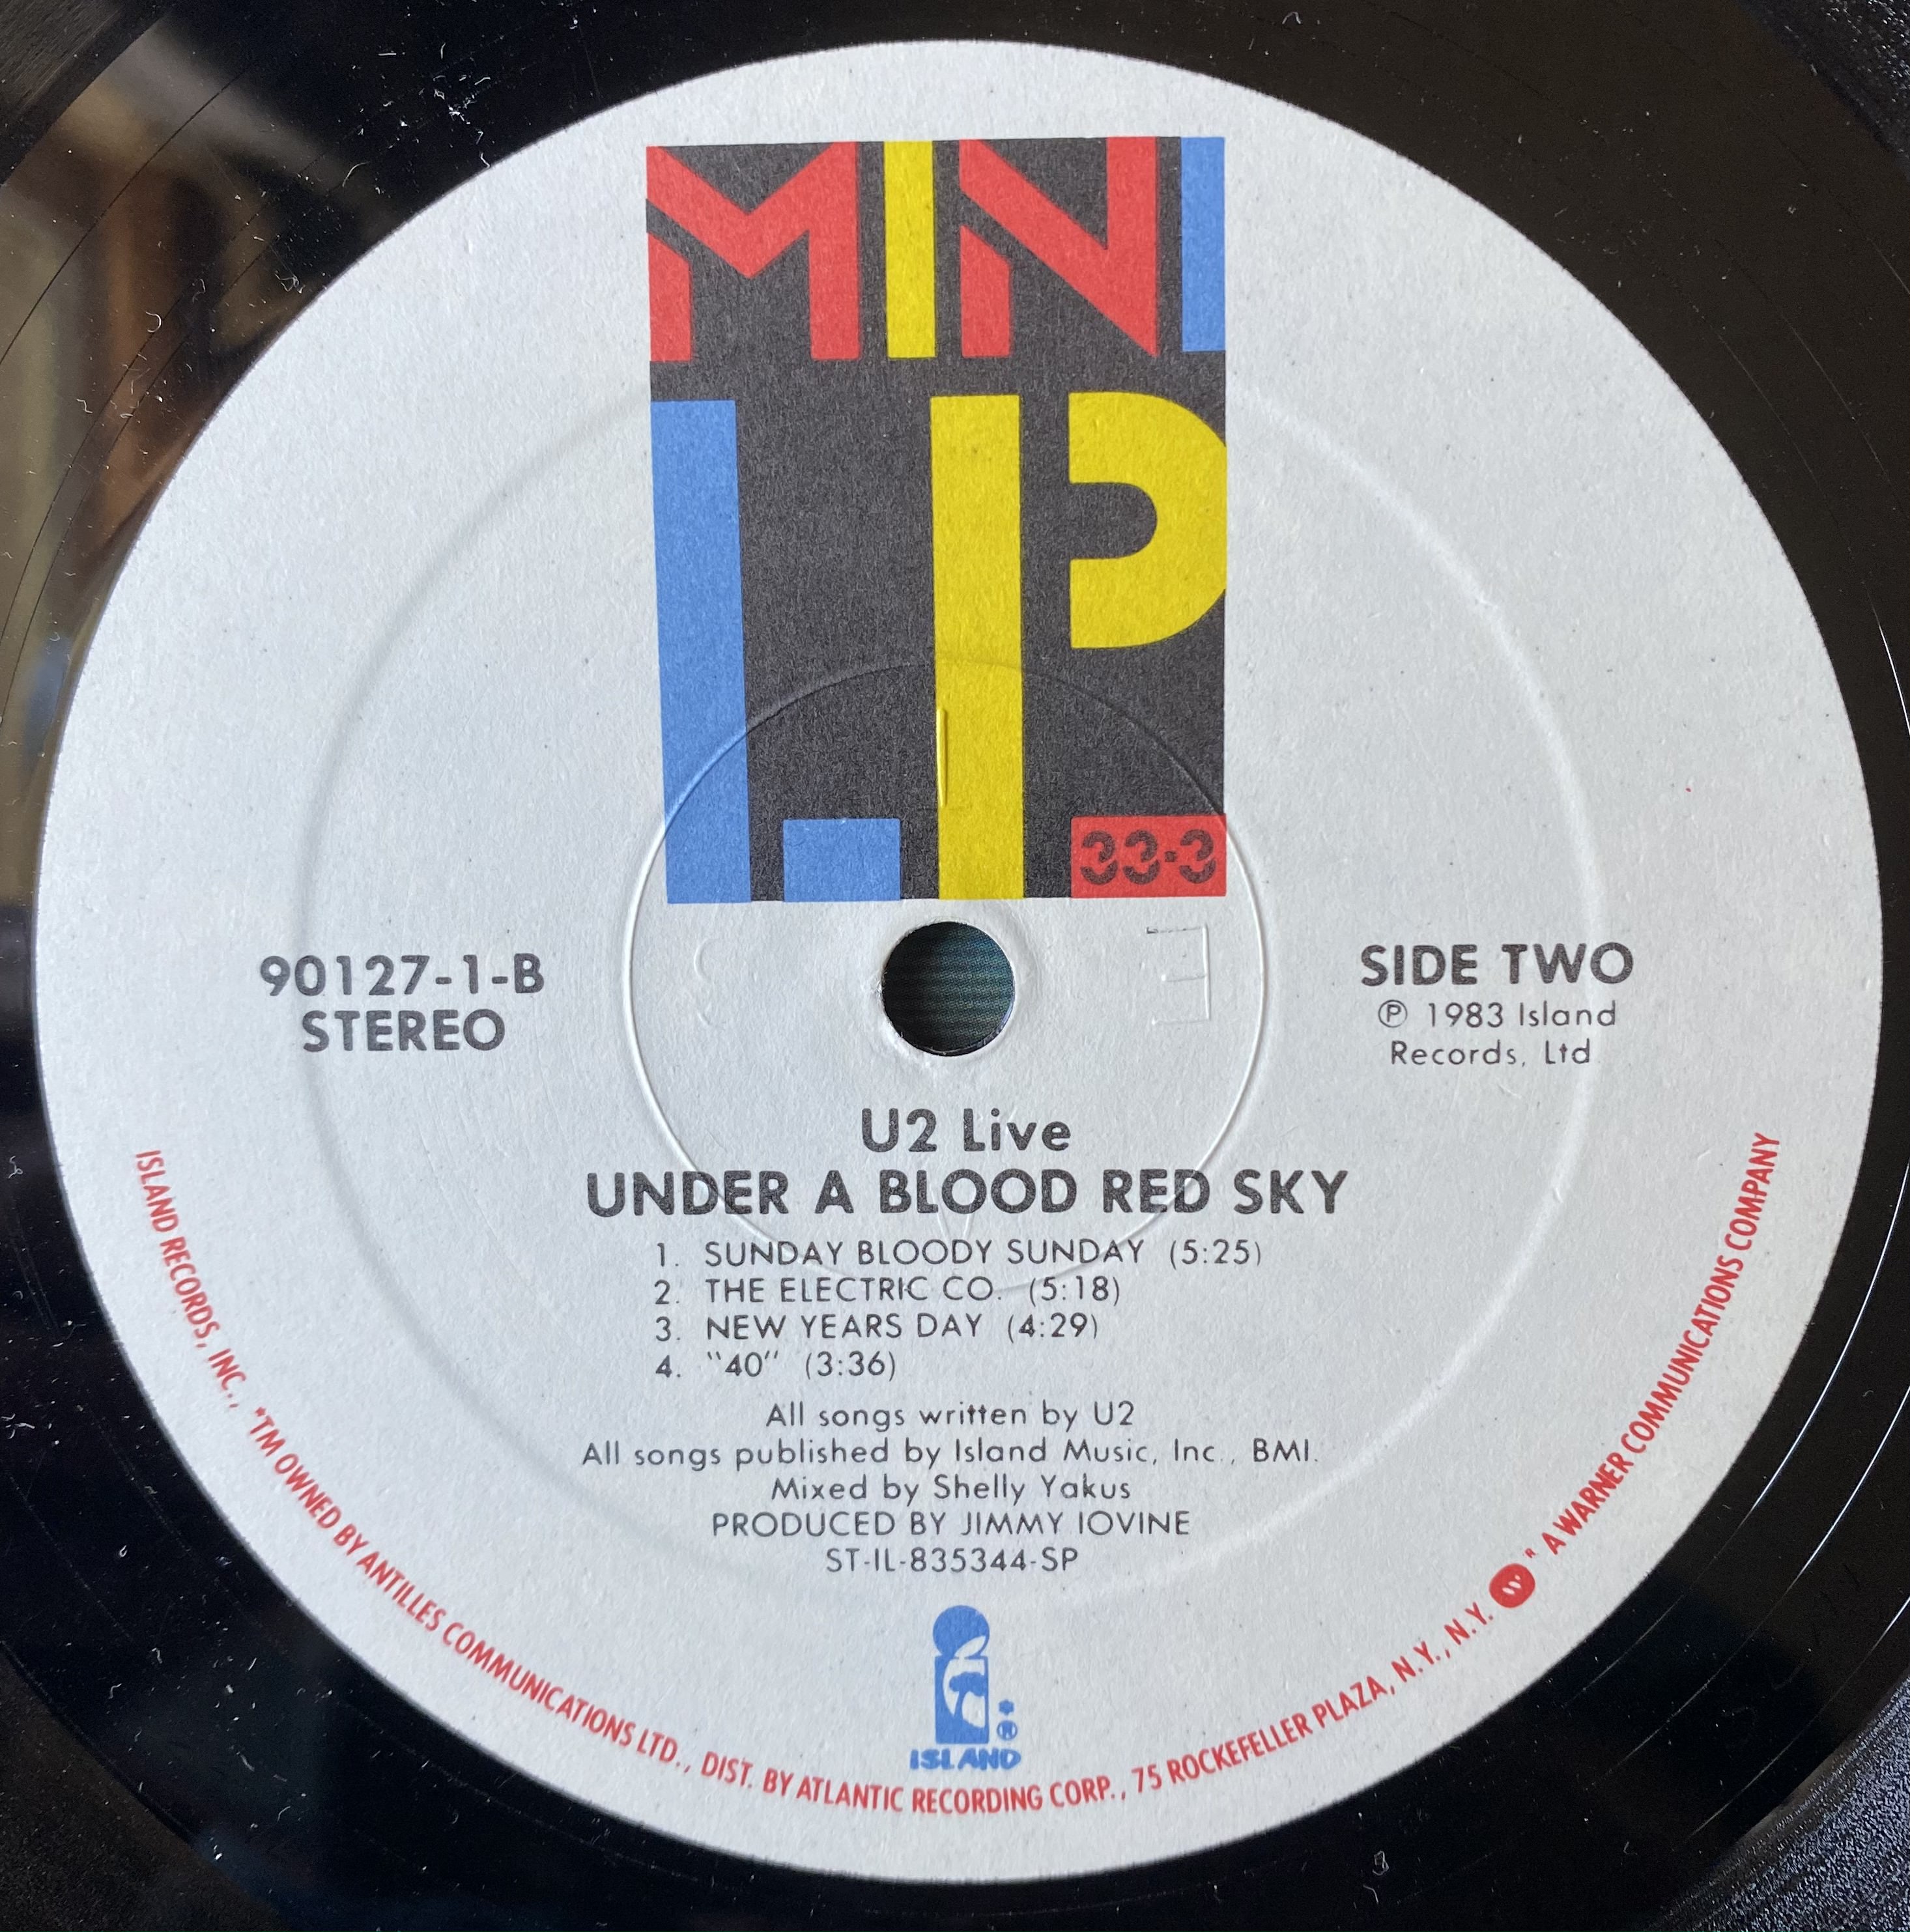 MINI
LP
33·3
90127-1-B
STEREO
SIDE TWO
℗ 1983 Island
Records, Ltd
U2 Live
UNDER A BLOOD RED SKY
1. SUNDAY BLOODY SUNDAY (5:25)
2. THE ELECTRIC CO. (5:18)
3. NEW YEARS DAY (4:29)
4. "40" (3:36)
All songs written by U2
All songs published by Island Music, Inc., BMI.
Mixed by Shelly Yakus
PRODUCED BY JIMMY IOVINE
ST-IL-835344-SP
*®
ISLAND
ISLAND RECORDS, INC., *TM OWNED BY ANTILLES COMMUNICATIONS LTD., DIST. BY ATLANTIC RECORDING CORP., 75 ROCKEFELLER PLAZA, N.Y., N.Y. ® A WARNER COMMUNICATIONS COMPANY